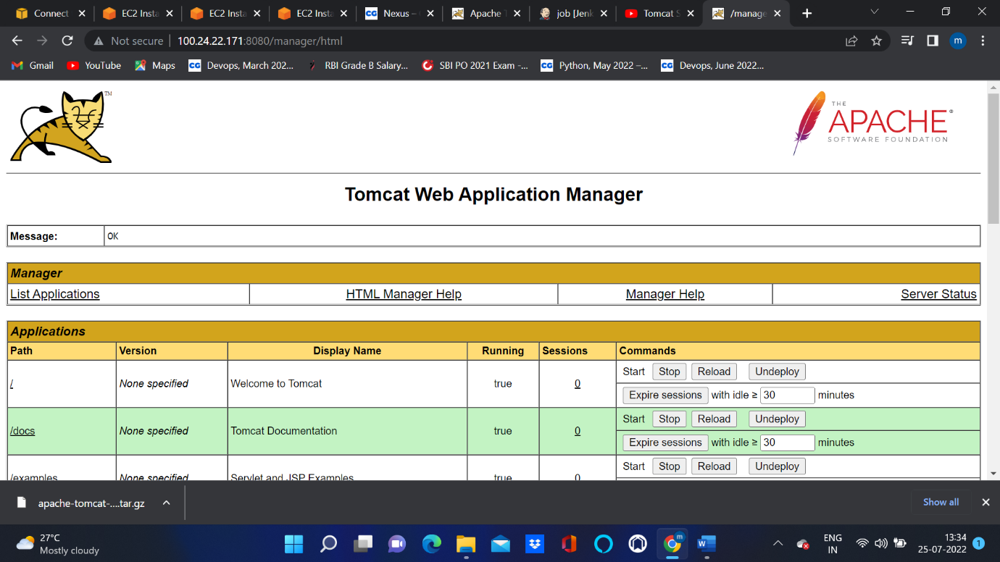 Connect
EC2 Insta
EC2 Insta
EC2 Insta
CG Nexus –
Apache
job [Jenk
Tomcat S
/manage
Not secure 100.24.22.171:8080/manager/html
m
Gmail
YouTube
Maps
CG Devops, March 202...
RBI Grade B Salary...
SBI PO 2021 Exam -...
CG Python, May 2022 –...
CG Devops, June 2022...
TM
THE
APACHE®
SOFTWARE FOUNDATION
Tomcat Web Application Manager
Message: OK
Manager
List Applications HTML Manager Help Manager Help Server Status
Applications
Path Version Display Name Running Sessions Commands
/ None specified Welcome to Tomcat true 0 Start Stop Reload Undeploy
Expire sessions with idle ≥ 30 minutes
/docs None specified Tomcat Documentation true 0 Start Stop Reload Undeploy
Expire sessions with idle ≥ 30 minutes
/examples None specified Servlet and JSP Examples true 0 Start Stop Reload Undeploy
apache-tomcat-....tar.gz
Show all
27°C
Mostly cloudy
m
W
ENG
IN
13:34
25-07-2022
1